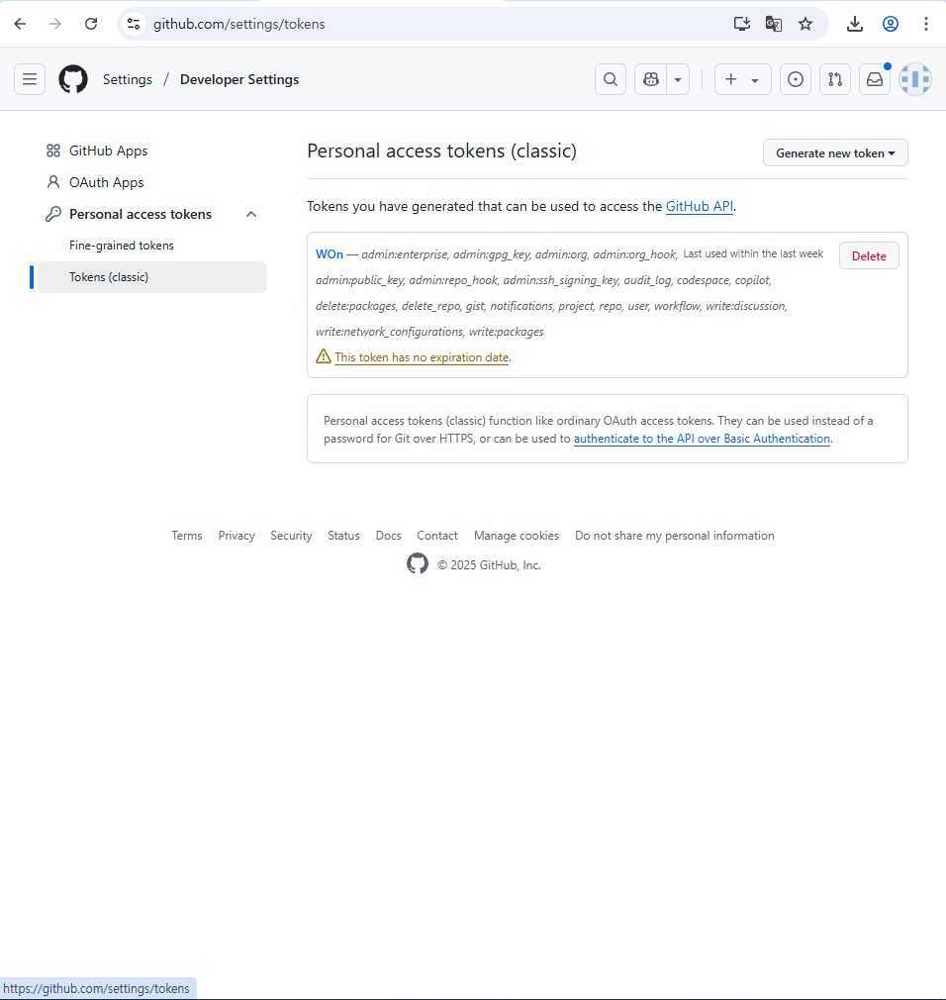 github.com/settings/tokens
Settings / Developer Settings
GitHub Apps
OAuth Apps
Personal access tokens
Fine-grained tokens
Tokens (classic)
Personal access tokens (classic)
Generate new token
Tokens you have generated that can be used to access the GitHub API.
WOn — admin:enterprise, admin:gpg_key, admin:org, admin:org_hook, Last used within the last week
Delete
admin:public_key, admin:repo_hook, admin:ssh_signing_key, audit_log, codespace, copilot,
delete:packages, delete_repo, gist, notifications, project, repo, user, workflow, write:discussion,
write:network_configurations, write:packages
This token has no expiration date.
Personal access tokens (classic) function like ordinary OAuth access tokens. They can be used instead of a
password for Git over HTTPS, or can be used to authenticate to the API over Basic Authentication.
Terms Privacy Security Status Docs Contact Manage cookies Do not share my personal information
© 2025 GitHub, Inc.
https://github.com/settings/tokens